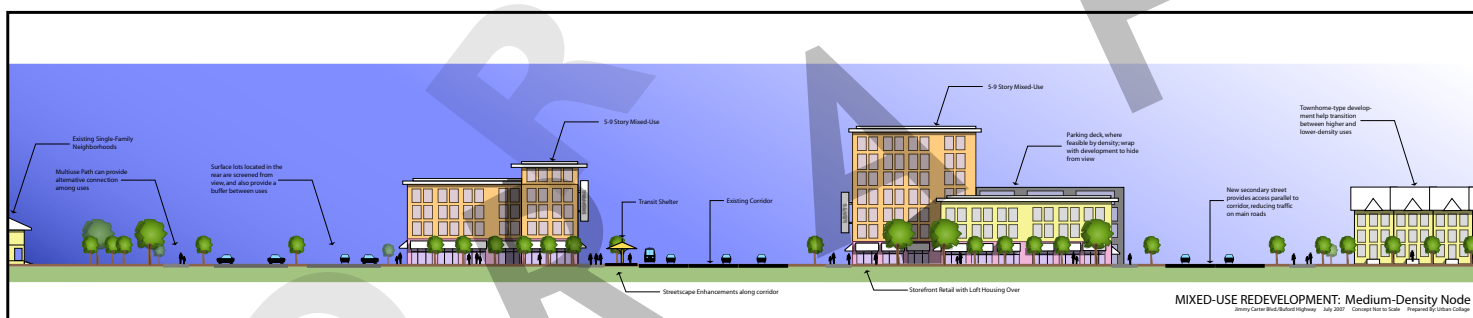 5-9 Story Mixed-Use
5-9 Story Mixed-Use
Existing Single-Family
Neighborhoods
Multiuse Path can provide
alternative connection
among uses
Surface lots located in the
rear are screened from
view, and also provide a
buffer between uses
Transit Shelter
Existing Corridor
Parking deck, where
feasible by density; wrap
with development to hide
from view
Townhome-type develop-
ment help transition
between higher and
lower-density uses
New secondary street
provides access parallel to
corridor, reducing traffic
on main roads
Streetscape Enhancements along corridor
Storefront Retail with Loft Housing Over
MIXED-USE REDEVELOPMENT: Medium-Density Node
Jimmy Carter Blvd./Buford Highway July 2007 Concept Not to Scale Prepared By: Urban Collage